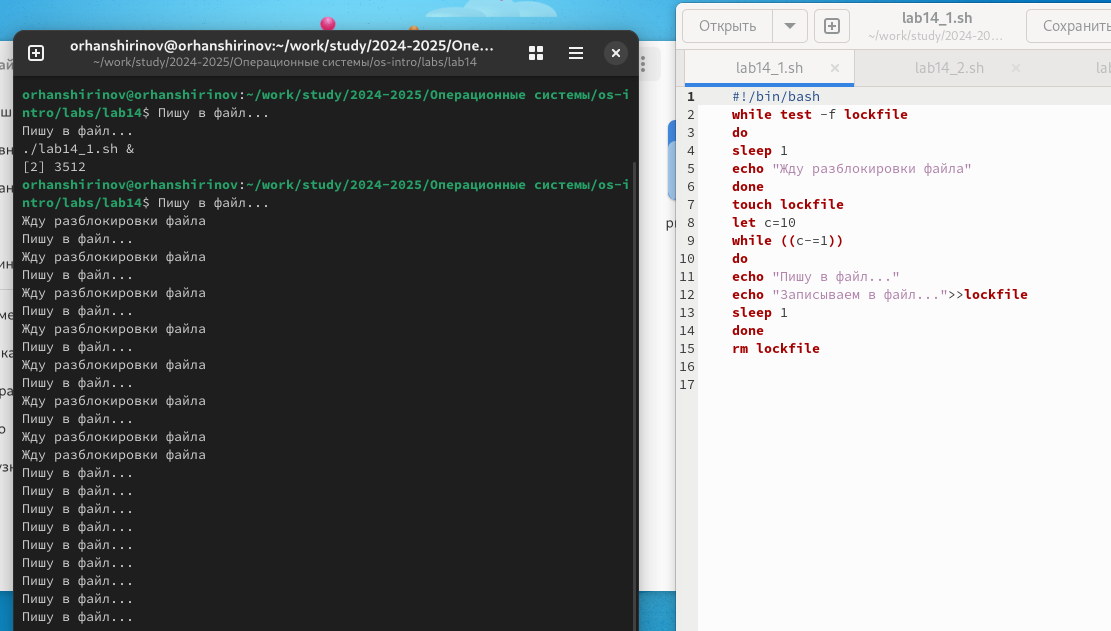 orhanshirinov@orhanshirinov:~/work/study/2024-2025/Опе...
~/work/study/2024-2025/Операционные системы/os-intro/labs/lab14
orhanshirinov@orhanshirinov:~/work/study/2024-2025/Операционные системы/os-i
ntro/labs/lab14$ Пишу в файл...
Пишу в файл...
./lab14_1.sh &
[2] 3512
orhanshirinov@orhanshirinov:~/work/study/2024-2025/Операционные системы/os-i
ntro/labs/lab14$ Пишу в файл...
Жду разблокировки файла
Пишу в файл...
Жду разблокировки файла
Пишу в файл...
Жду разблокировки файла
Пишу в файл...
Жду разблокировки файла
Пишу в файл...
Жду разблокировки файла
Пишу в файл...
Жду разблокировки файла
Пишу в файл...
Жду разблокировки файла
Жду разблокировки файла
Пишу в файл...
Пишу в файл...
Пишу в файл...
Пишу в файл...
Пишу в файл...
Пишу в файл...
Пишу в файл...
Пишу в файл...
Пишу в файл...
Открыть
lab14_1.sh
~/work/study/2024-20...
Сохранить
lab14_1.sh
lab14_2.sh
1 #!/bin/bash
2 while test -f lockfile
3 do
4 sleep 1
5 echo "Жду разблокировки файла"
6 done
7 touch lockfile
8 let c=10
9 while ((c-=1))
10 do
11 echo "Пишу в файл..."
12 echo "Записываем в файл...">>lockfile
13 sleep 1
14 done
15 rm lockfile
16
17